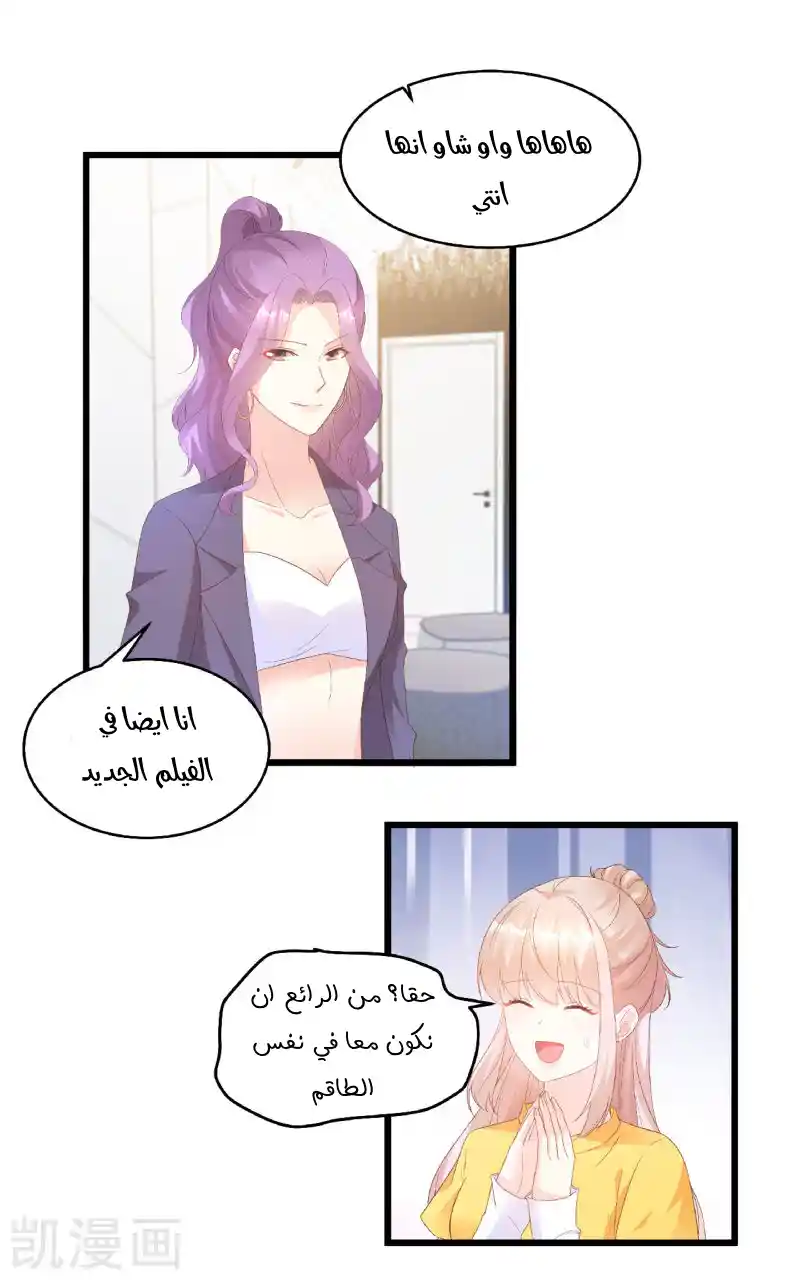 هاهاها واو شاو انها
انتي
انا ايضا في
الفيلم الجديد
حقا؟ من الرائع ان
نكون معا في نفس
الطاقم
凯漫画